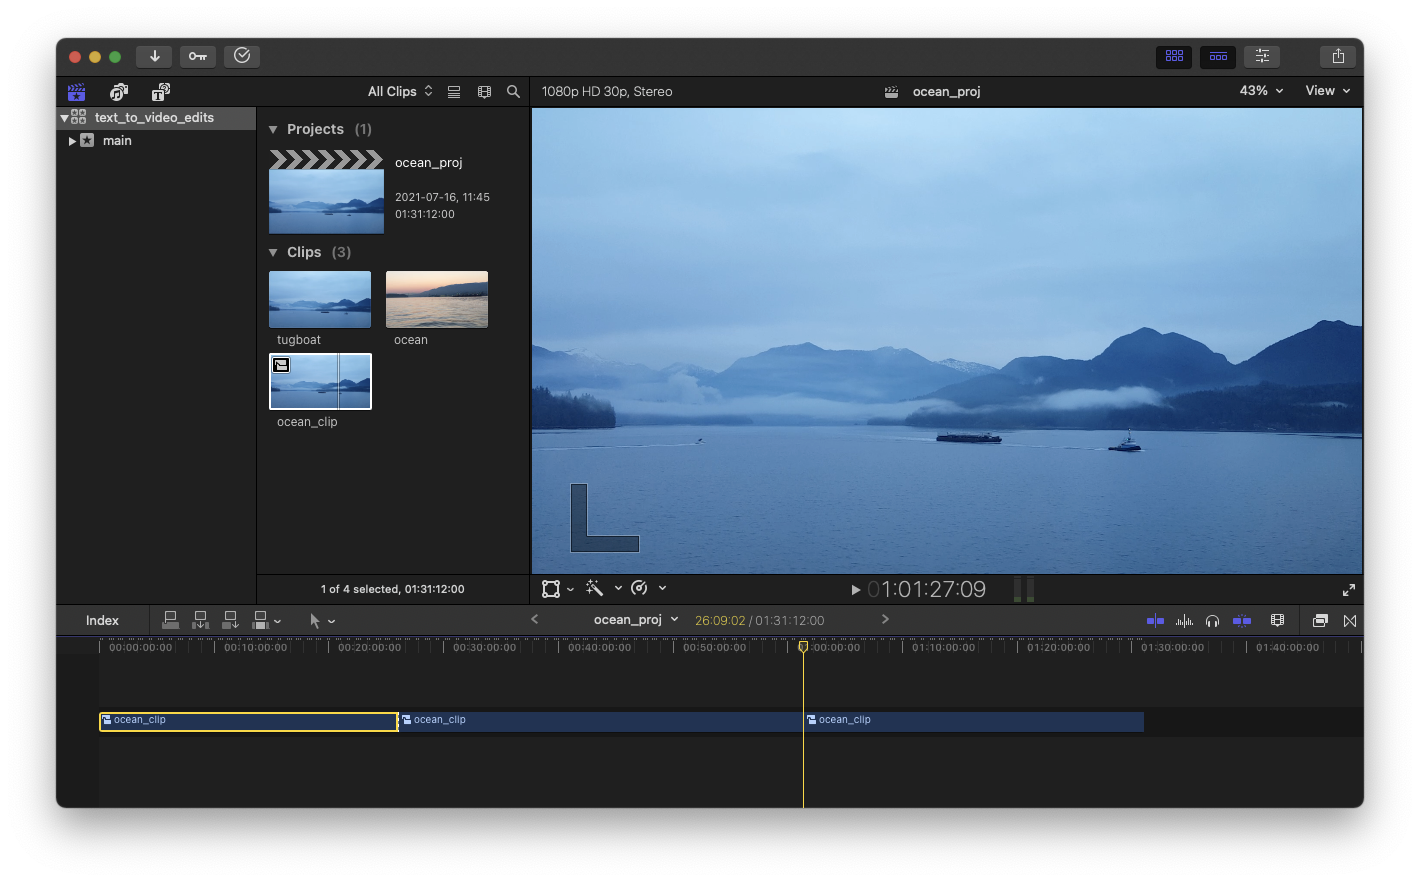 All Clips
1080p HD 30p, Stereo
ocean_proj
43%
View
text_to_video_edits
main
Projects (1)
ocean_proj
2021-07-16, 11:45
01:31:12:00
Clips (3)
tugboat
ocean
ocean_clip
1 of 4 selected, 01:31:12:00
01:01:27:09
Index
ocean_proj
26:09:02 / 01:31:12:00
00:00:00:00
00:10:00:00
00:20:00:00
00:30:00:00
00:40:00:00
00:50:00:00
01:00:00:00
01:10:00:00
01:20:00:00
01:30:00:00
01:40:00:00
ocean_clip
ocean_clip
ocean_clip